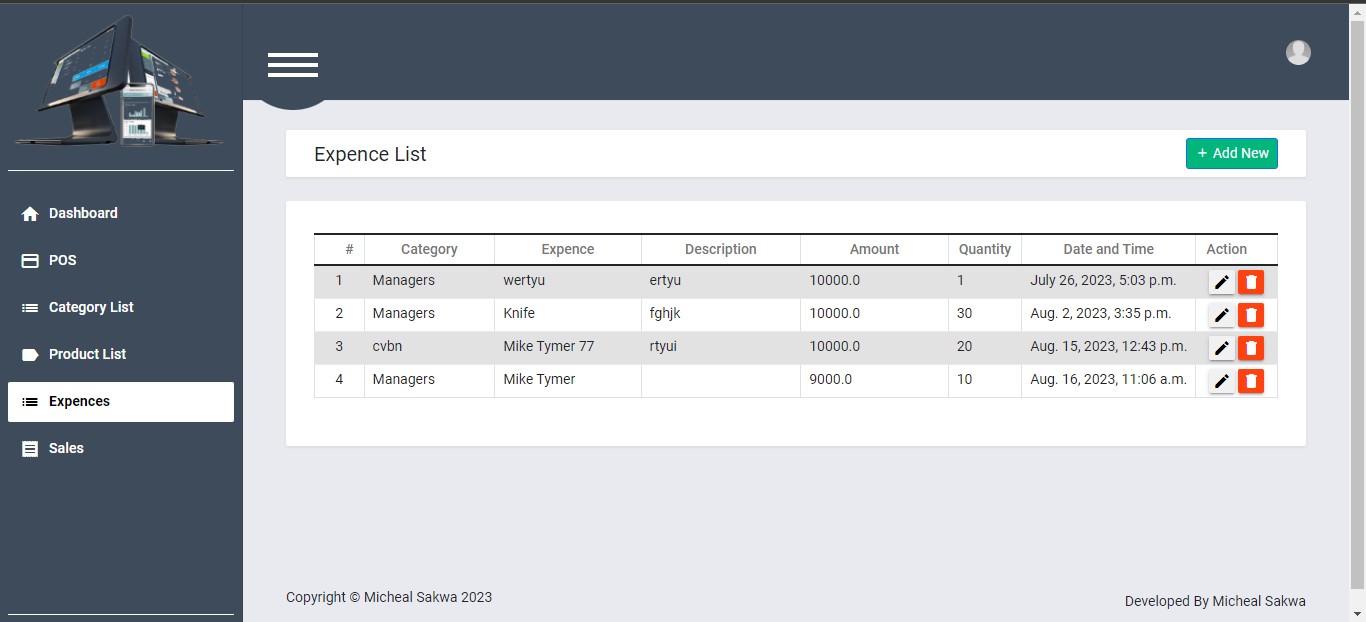 Expence List
+ Add New
Dashboard
POS
Category List
Product List
Expences
Sales
# Category Expence Description Amount Quantity Date and Time Action
1 Managers wertyu ertyu 10000.0 1 July 26, 2023, 5:03 p.m.
2 Managers Knife fghjk 10000.0 30 Aug. 2, 2023, 3:35 p.m.
3 cvbn Mike Tymer 77 rtyui 10000.0 20 Aug. 15, 2023, 12:43 p.m.
4 Managers Mike Tymer 9000.0 10 Aug. 16, 2023, 11:06 a.m.
Copyright © Micheal Sakwa 2023
Developed By Micheal Sakwa